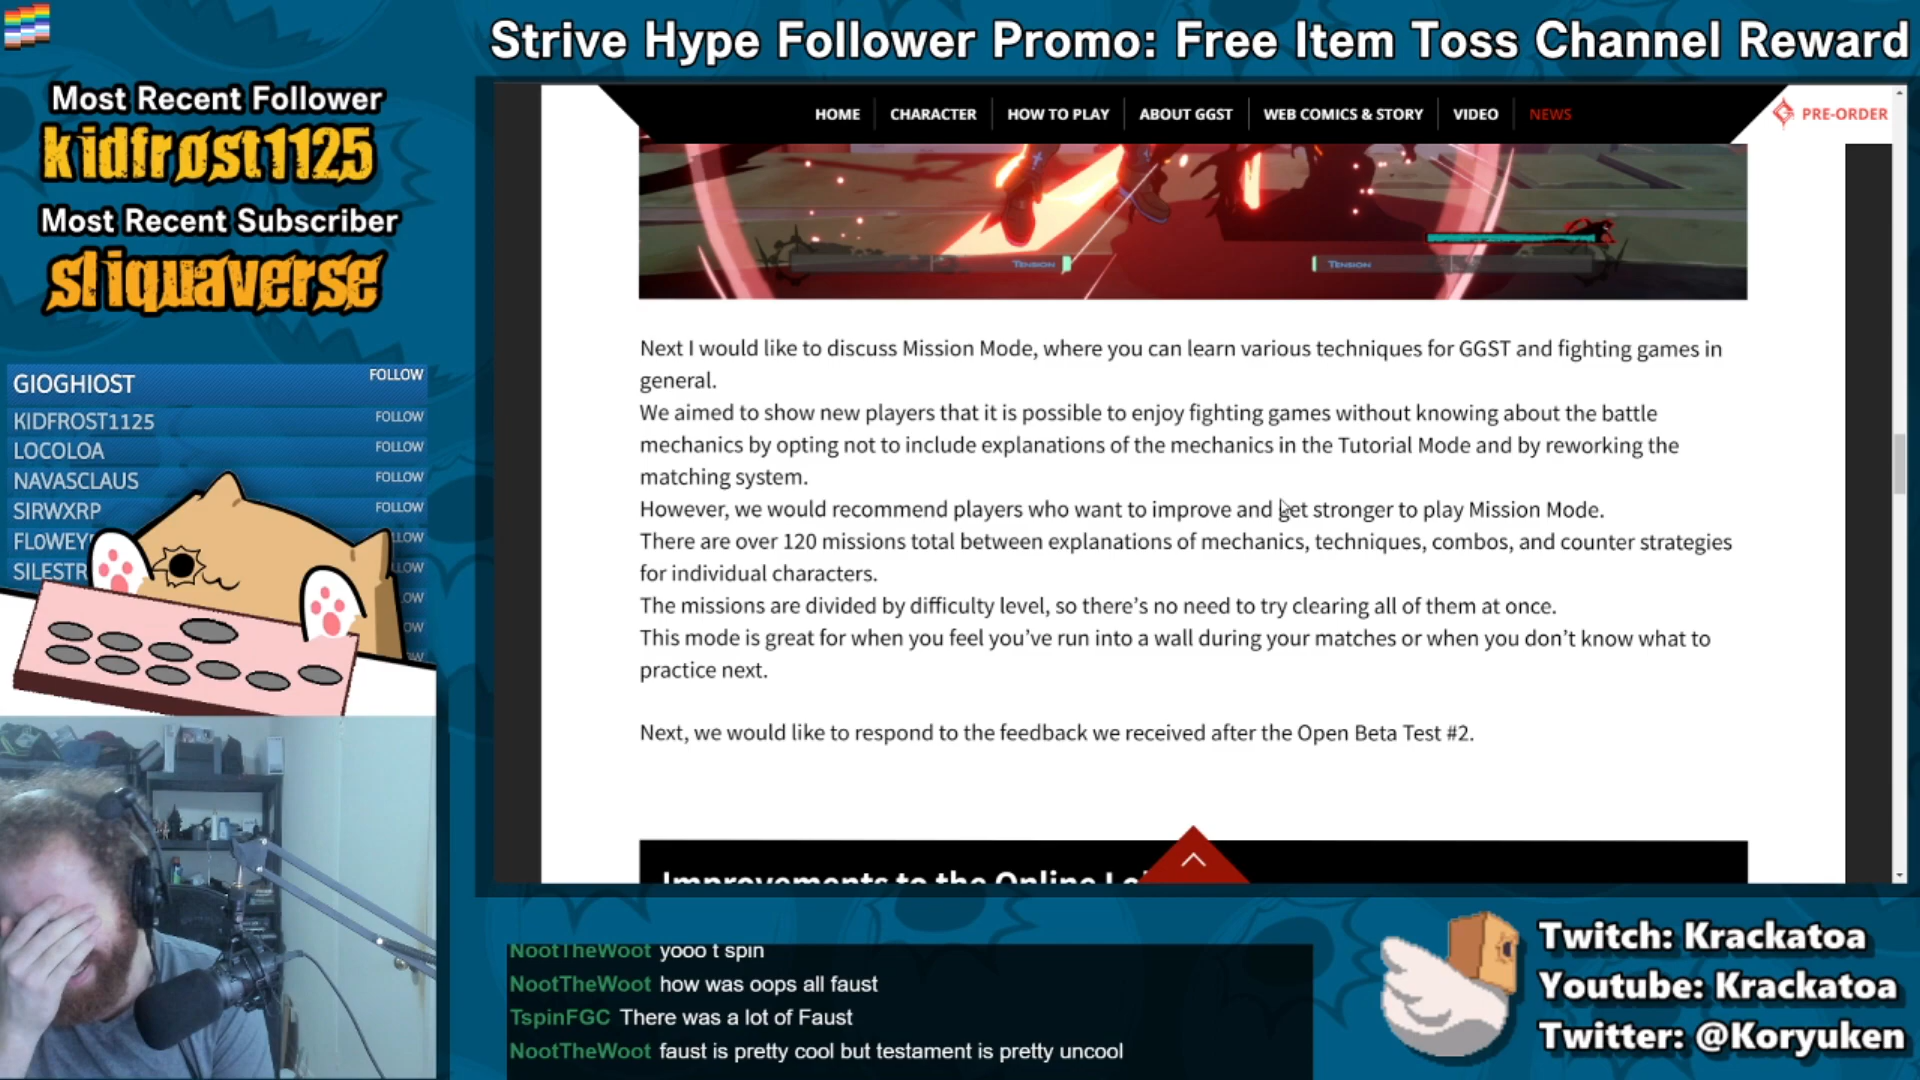 Strive Hype Follower Promo: Free Item Toss Channel Reward
Most Recent Follower
kidfrost1125
Most Recent Subscriber
sliquaverse
GIOGHIOST FOLLOW
KIDFROST1125 FOLLOW
LOCOLOA FOLLOW
NAVASCLAUS FOLLOW
SIRWXRP FOLLOW
HOME CHARACTER HOW TO PLAY ABOUT GGST WEB COMICS & STORY VIDEO NEWS PRE-ORDER
TENSION TENSION
Next I would like to discuss Mission Mode, where you can learn various techniques for GGST and fighting games in
general.
We aimed to show new players that it is possible to enjoy fighting games without knowing about the battle
mechanics by opting not to include explanations of the mechanics in the Tutorial Mode and by reworking the
matching system.
However, we would recommend players who want to improve and get stronger to play Mission Mode.
There are over 120 missions total between explanations of mechanics, techniques, combos, and counter strategies
for individual characters.
The missions are divided by difficulty level, so there's no need to try clearing all of them at once.
This mode is great for when you feel you've run into a wall during your matches or when you don't know what to
practice next.
Next, we would like to respond to the feedback we received after the Open Beta Test #2.
Improvements to the Online
NootTheWoot yooo t spin
NootTheWoot how was oops all faust
TspinFGC There was a lot of Faust
NootTheWoot faust is pretty cool but testament is pretty uncool
Twitch: Krackatoa
Youtube: Krackatoa
Twitter: @Koryuken